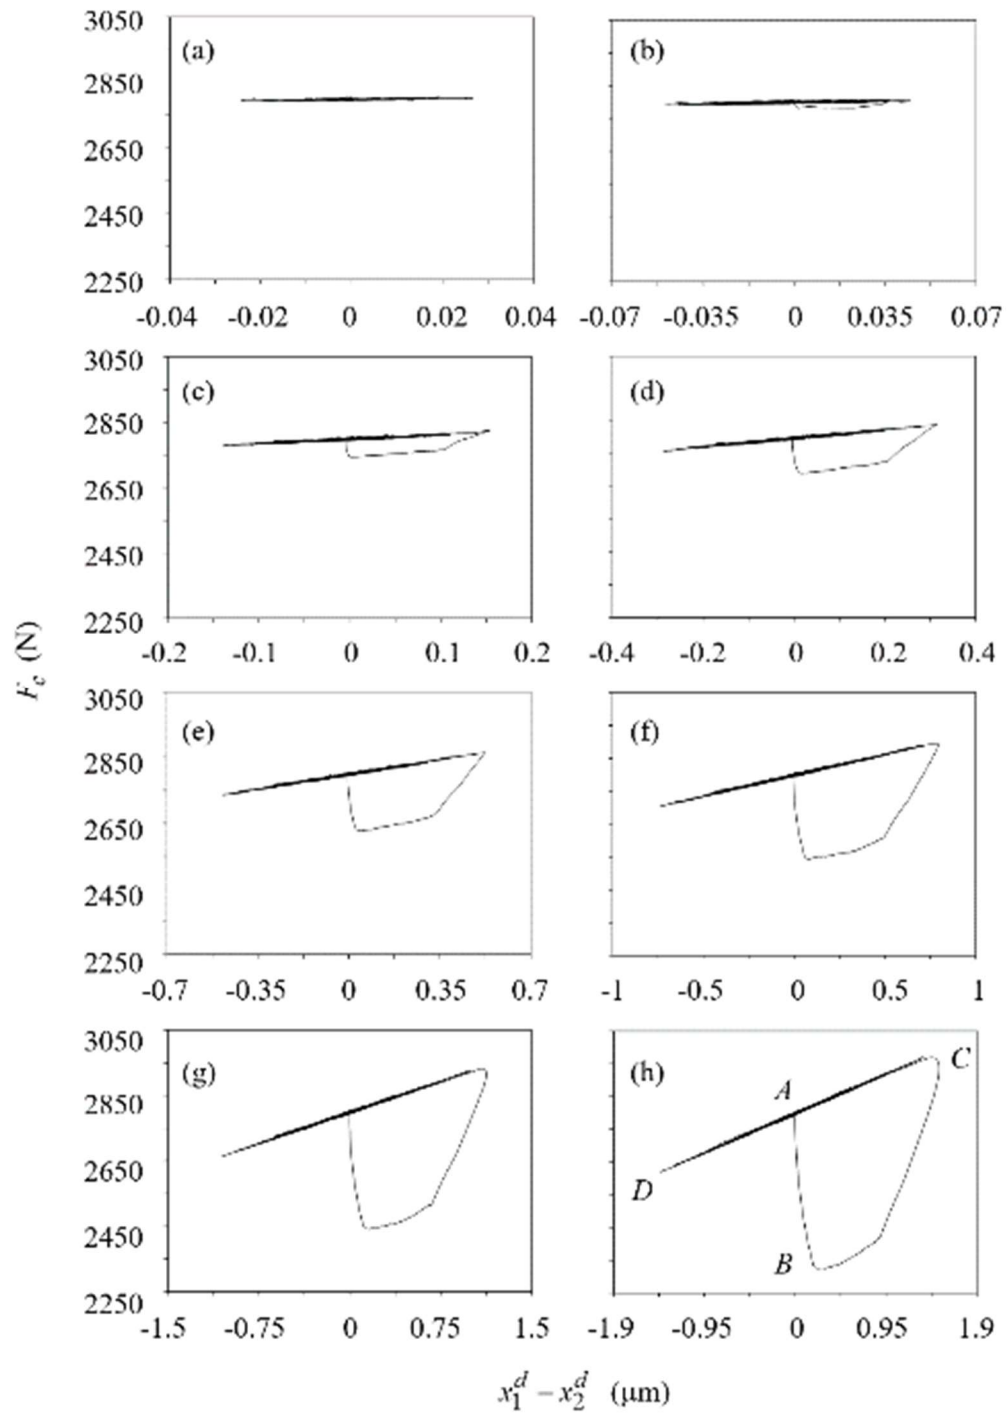 3050
2850
2650
2450
2250
(a)
-0.04 -0.02 0 0.02 0.04
(b)
-0.07 -0.035 0 0.035 0.07
3050
2850
2650
2450
2250
(c)
-0.2 -0.1 0 0.1 0.2
(d)
-0.4 -0.2 0 0.2 0.4
F_c (N)
3050
2850
2650
2450
2250
(e)
-0.7 -0.35 0 0.35 0.7
(f)
-1 -0.5 0 0.5 1
3050
2850
2650
2450
2250
(g)
-1.5 -0.75 0 0.75 1.5
(h)
A
C
D
B
-1.9 -0.95 0 0.95 1.9
x_1^d − x_2^d (μm)